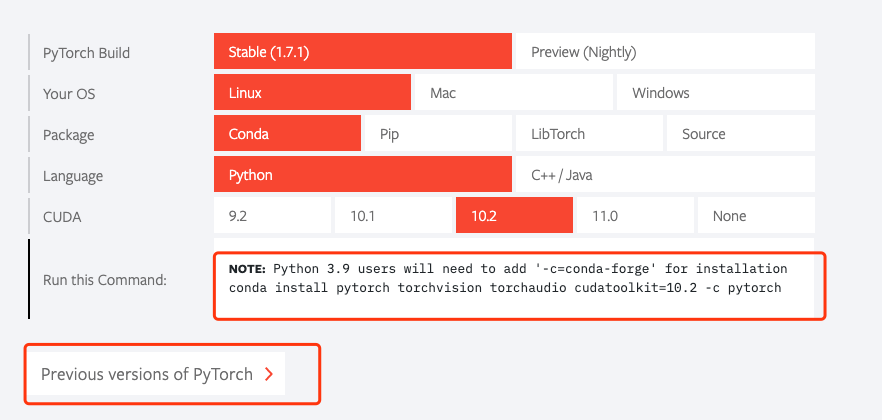 PyTorch Build Stable (1.7.1) Preview (Nightly)
Your OS Linux Mac Windows
Package Conda Pip LibTorch Source
Language Python C++ / Java
CUDA 9.2 10.1 10.2 11.0 None
Run this Command:
NOTE: Python 3.9 users will need to add '-c=conda-forge' for installation
conda install pytorch torchvision torchaudio cudatoolkit=10.2 -c pytorch
Previous versions of PyTorch